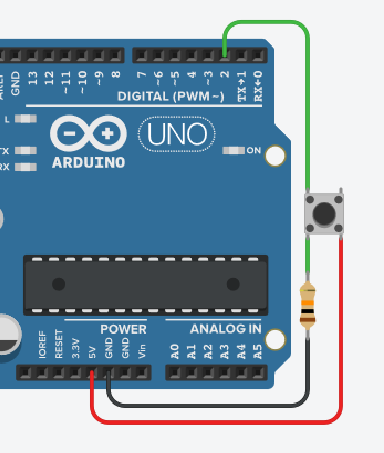 AREF
GND
13
12
~11
~10
~9
8
7
~6
~5
~4
~3
2
TX→1
RX←0
DIGITAL (PWM ~)
L
TX
RX
UNO
ARDUINO
ON
POWER
ANALOG IN
IOREF
RESET
3.3V
5V
GND
GND
Vin
A0
A1
A2
A3
A4
A5